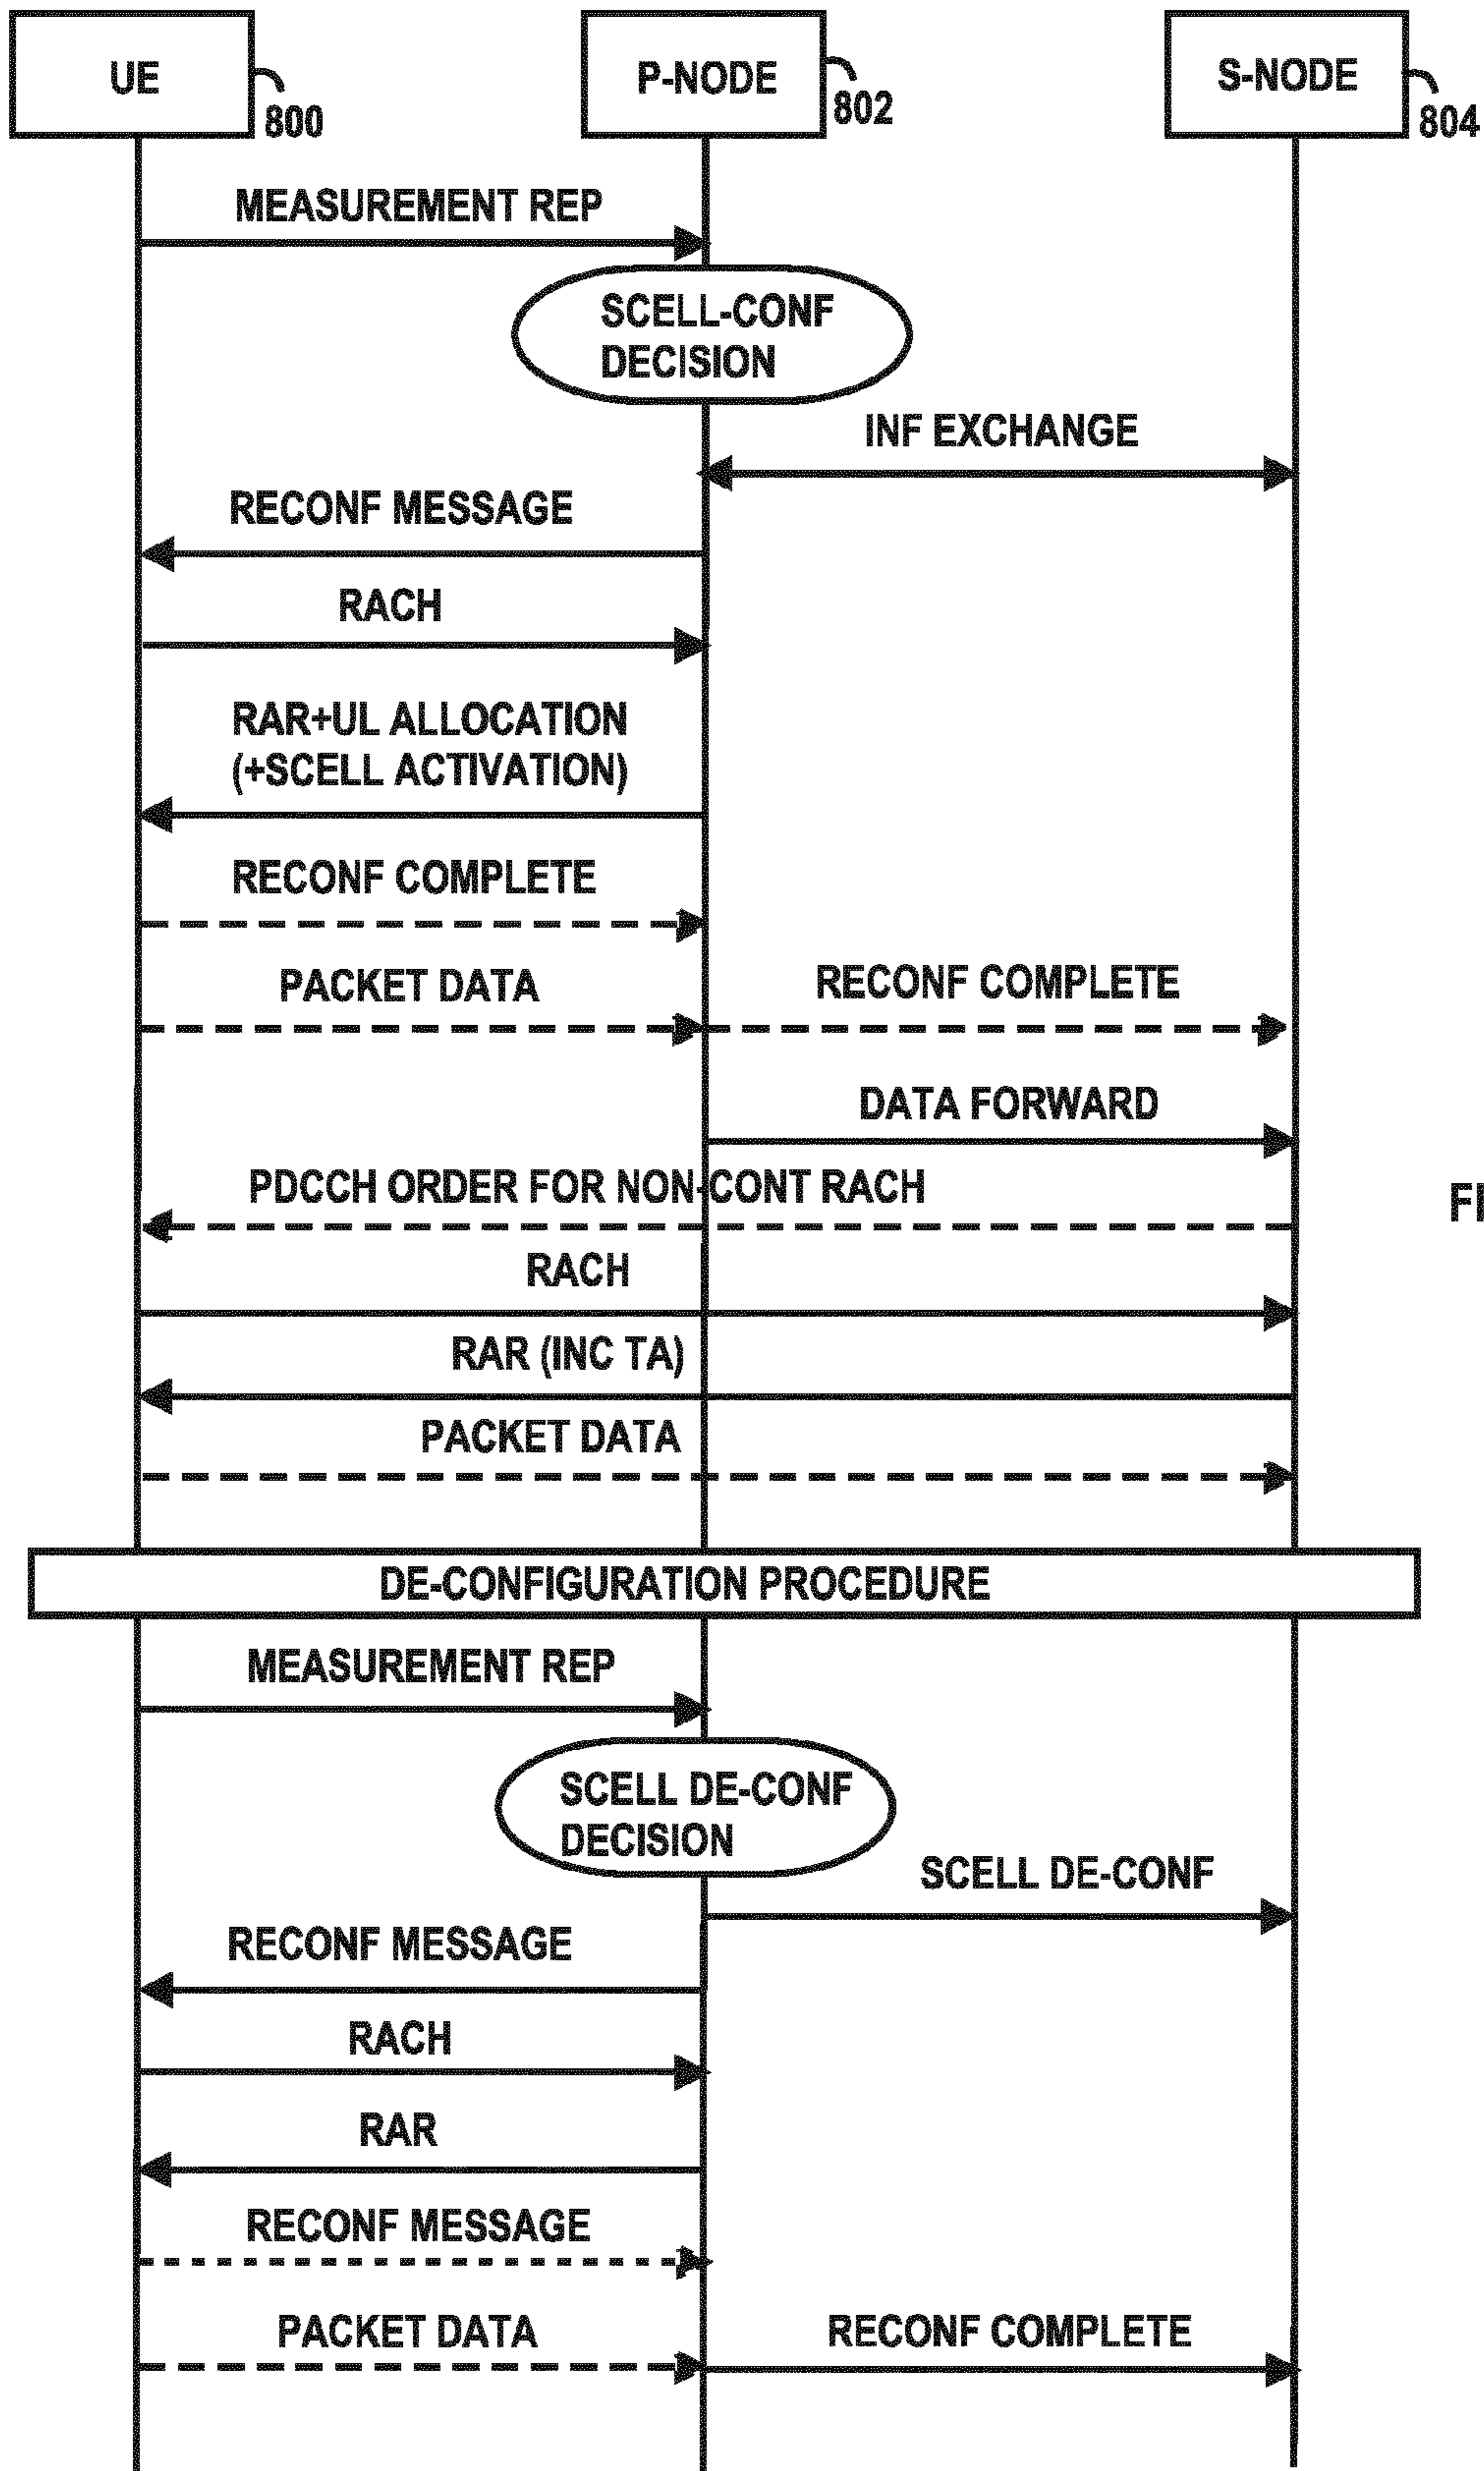 UE
800
P-NODE
802
S-NODE
804
MEASUREMENT REP
SCELL-CONF
DECISION
INF EXCHANGE
RECONF MESSAGE
RACH
RAR+UL ALLOCATION
(+SCELL ACTIVATION)
RECONF COMPLETE
PACKET DATA
RECONF COMPLETE
DATA FORWARD
PDCCH ORDER FOR NON-CONT RACH
FI
RACH
RAR (INC TA)
PACKET DATA
DE-CONFIGURATION PROCEDURE
MEASUREMENT REP
SCELL DE-CONF
DECISION
SCELL DE-CONF
RECONF MESSAGE
RACH
RAR
RECONF MESSAGE
PACKET DATA
RECONF COMPLETE